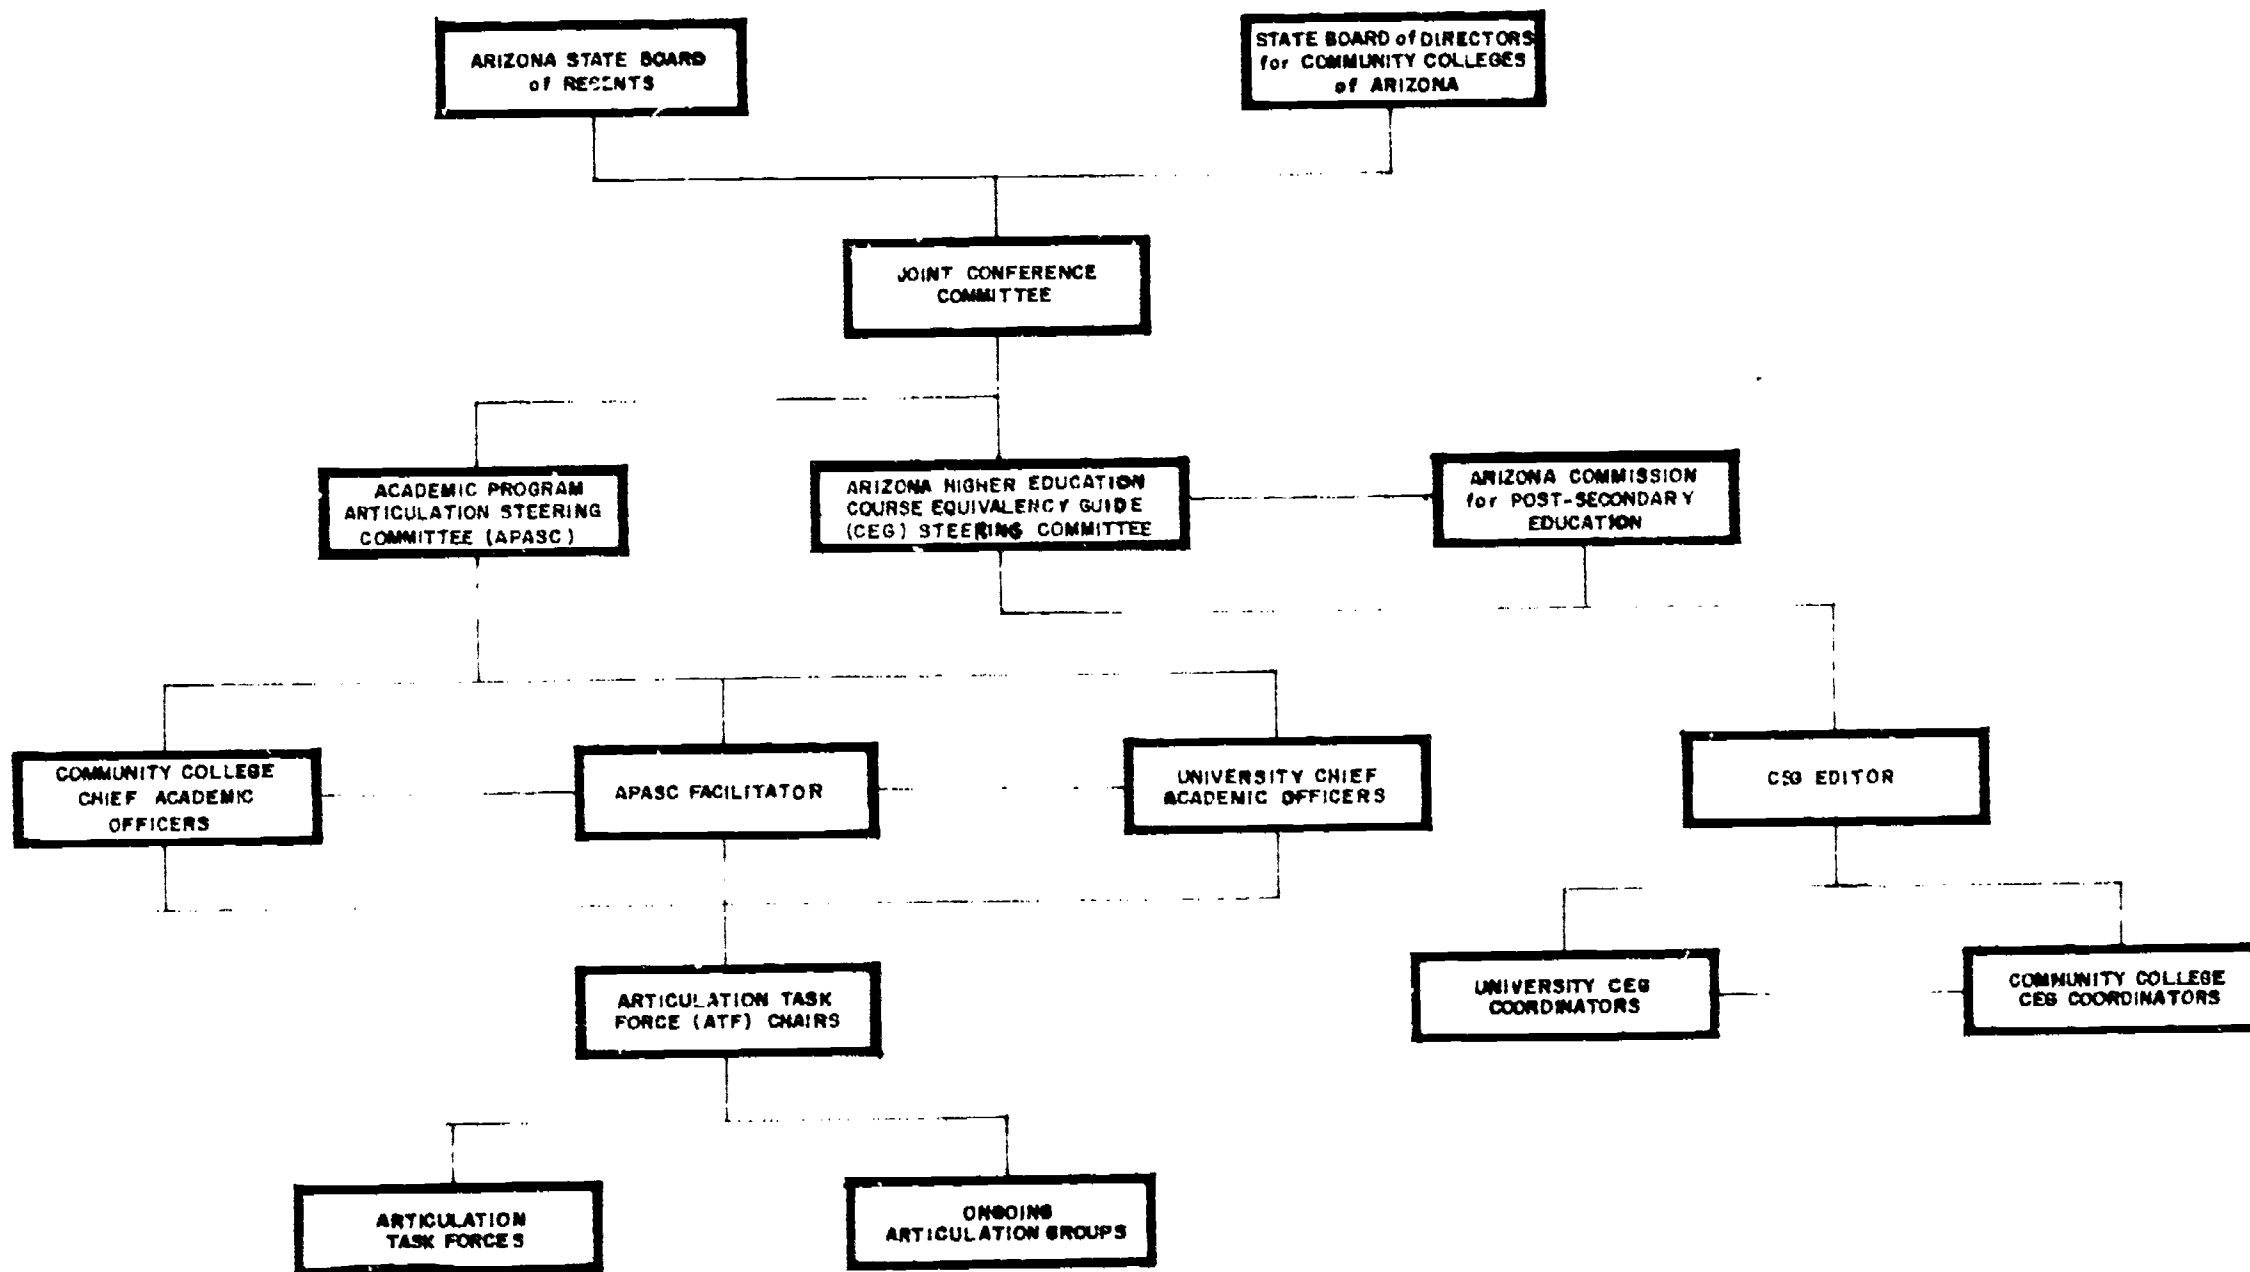 ARIZONA STATE BOARD
of REGENTS
STATE BOARD of DIRECTORS
for COMMUNITY COLLEGES
of ARIZONA
JOINT CONFERENCE
COMMITTEE
ACADEMIC PROGRAM
ARTICULATION STEERING
COMMITTEE (APASC)
ARIZONA HIGHER EDUCATION
COURSE EQUIVALENCY GUIDE
(CEG) STEERING COMMITTEE
ARIZONA COMMISSION
for POST-SECONDARY
EDUCATION
COMMUNITY COLLEGE
CHIEF ACADEMIC
OFFICERS
APASC FACILITATOR
UNIVERSITY CHIEF
ACADEMIC OFFICERS
CEG EDITOR
ARTICULATION TASK
FORCE (ATF) CHAIRS
UNIVERSITY CEG
COORDINATORS
COMMUNITY COLLEGE
CEG COORDINATORS
ARTICULATION
TASK FORCES
ONGOING
ARTICULATION GROUPS